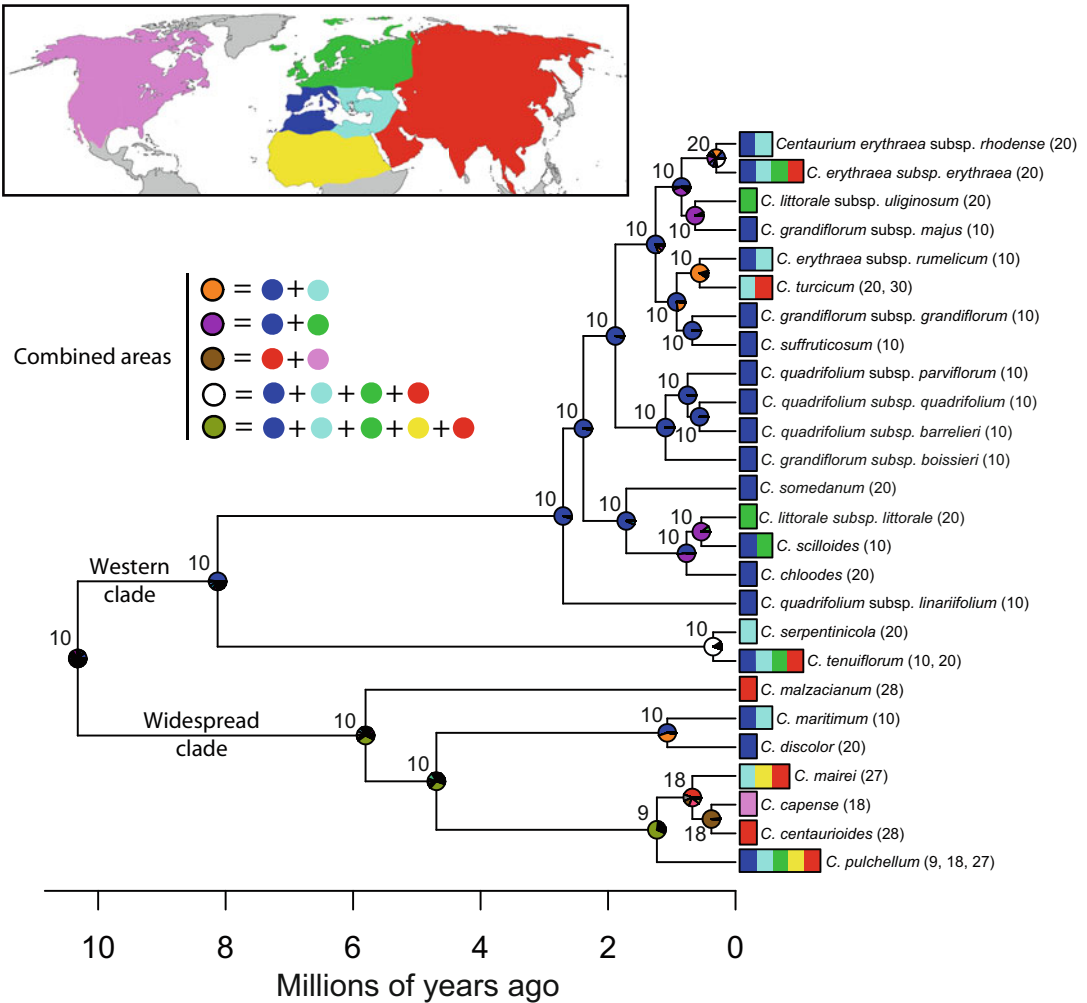 20
Centaurium erythraea subsp. rhodense (20)
10
C. erythraea subsp. erythraea (20)
C. littorale subsp. uliginosum (20)
10
10
C. grandiflorum subsp. majus (10)
10
C. erythraea subsp. rumelicum (10)
C. turcicum (20, 30)
10
C. grandiflorum subsp. grandiflorum (10)
10
10
C. suffruticosum (10)
10
C. quadrifolium subsp. parviflorum (10)
C. quadrifolium subsp. quadrifolium (10)
10
10
10
C. quadrifolium subsp. barrelieri (10)
C. grandiflorum subsp. boissieri (10)
C. somedanum (20)
10
10
10
C. littorale subsp. littorale (20)
10
C. scilloides (10)
C. chloodes (20)
C. quadrifolium subsp. linariifolium (10)
10
10
C. serpentinicola (20)
10
C. tenuiflorum (10, 20)
C. malzacianum (28)
10
10
C. maritimum (10)
C. discolor (20)
10
18
C. mairei (27)
9
C. capense (18)
18
C. centaurioides (28)
C. pulchellum (9, 18, 27)
Combined areas
= +
= +
= +
= + + +
= + + + +
Western
clade
Widespread
clade
10 8 6 4 2 0
Millions of years ago